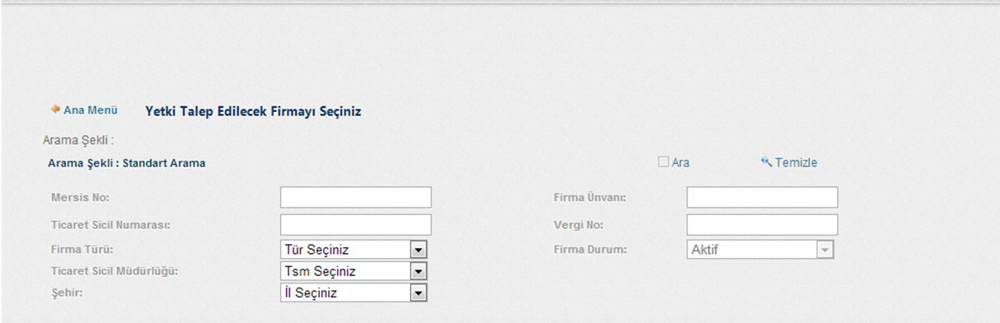 Ana Menü Yetki Talep Edilecek Firmayı Seçiniz
Arama Şekli :
Arama Şekli : Standart Arama Ara Temizle
Mersis No: Firma Ünvanı:
Ticaret Sicil Numarası: Vergi No:
Firma Türü: Tür Seçiniz Firma Durum: Aktif
Ticaret Sicil Müdürlüğü: Tsm Seçiniz
Şehir: İl Seçiniz